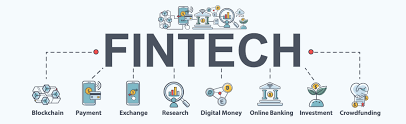 FINTECH
Blockchain Payment Exchange Research Digital Money Online Banking Investment Crowdfunding